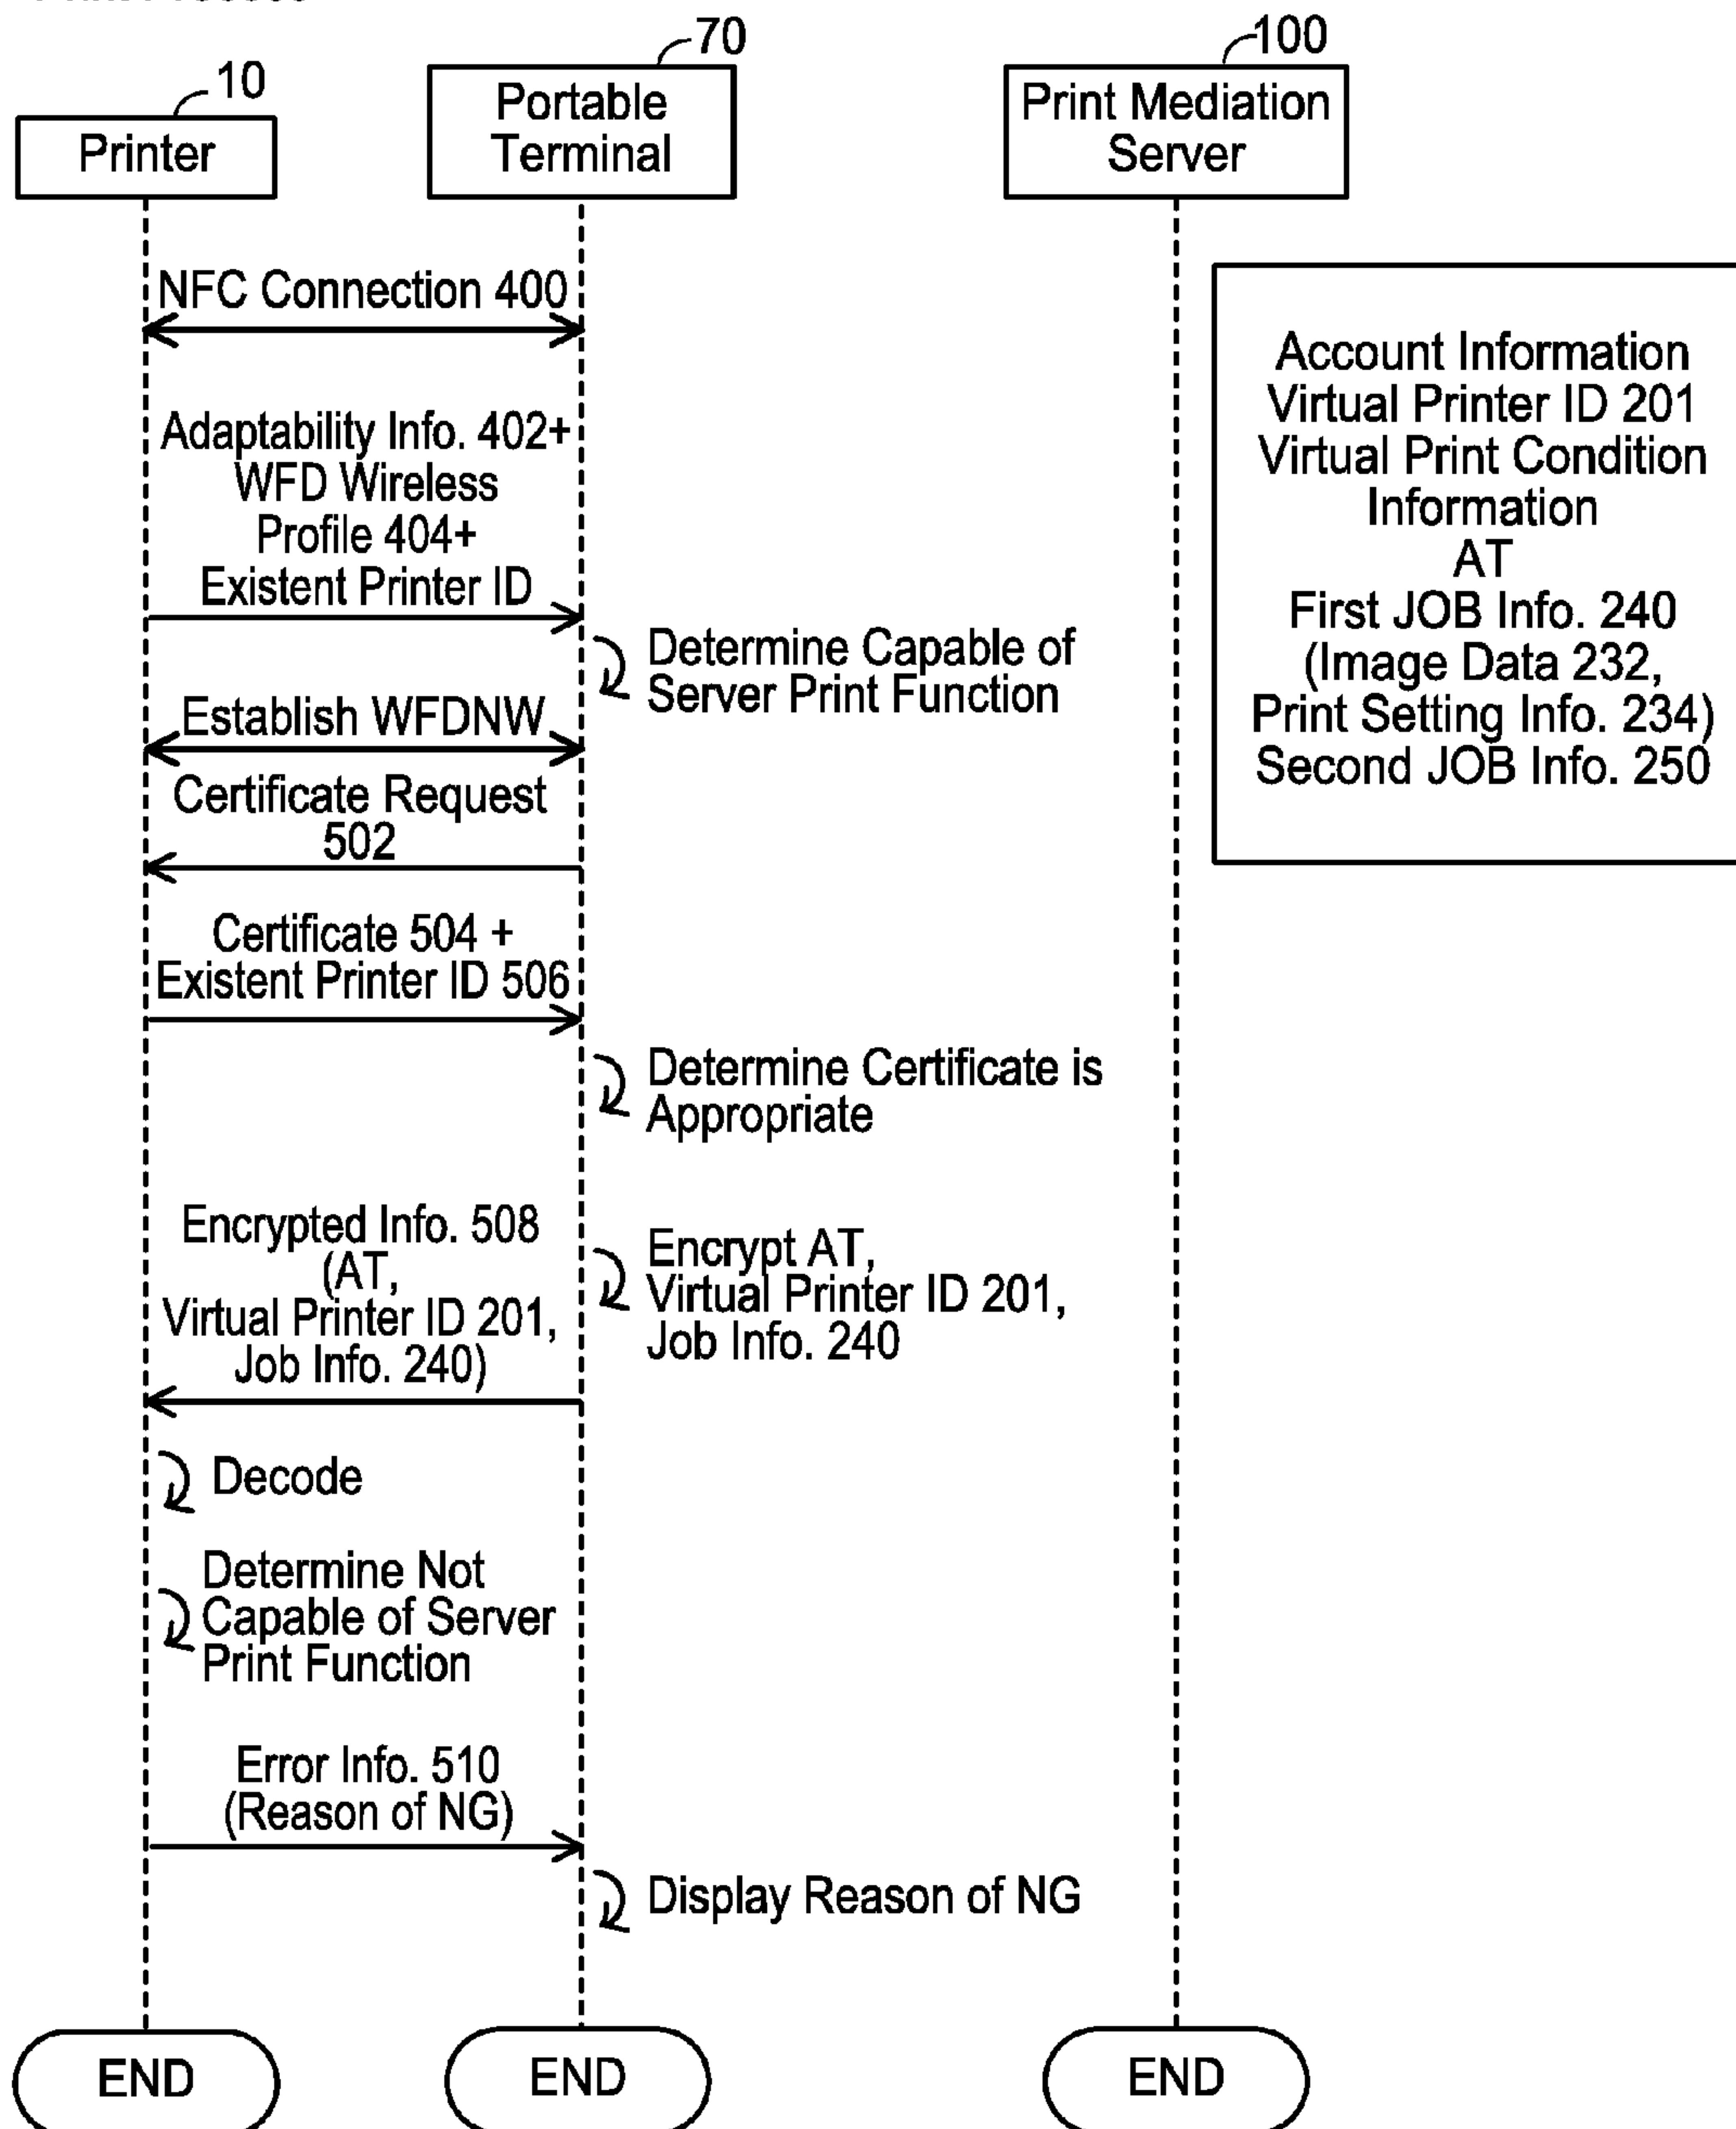 10
Printer
70
Portable
Terminal
100
Print Mediation
Server
NFC Connection 400
Account Information
Virtual Printer ID 201
Virtual Print Condition
Information
AT
First JOB Info. 240
(Image Data 232,
Print Setting Info. 234)
Second JOB Info. 250
Adaptability Info. 402+
WFD Wireless
Profile 404+
Existent Printer ID
Determine Capable of
Server Print Function
Establish WFDNW
Certificate Request
502
Certificate 504 +
Existent Printer ID 506
Determine Certificate is
Appropriate
Encrypted Info. 508
(AT,
Virtual Printer ID 201,
Job Info. 240)
Encrypt AT,
Virtual Printer ID 201,
Job Info. 240
Decode
Determine Not
Capable of Server
Print Function
Error Info. 510
(Reason of NG)
Display Reason of NG
END
END
END